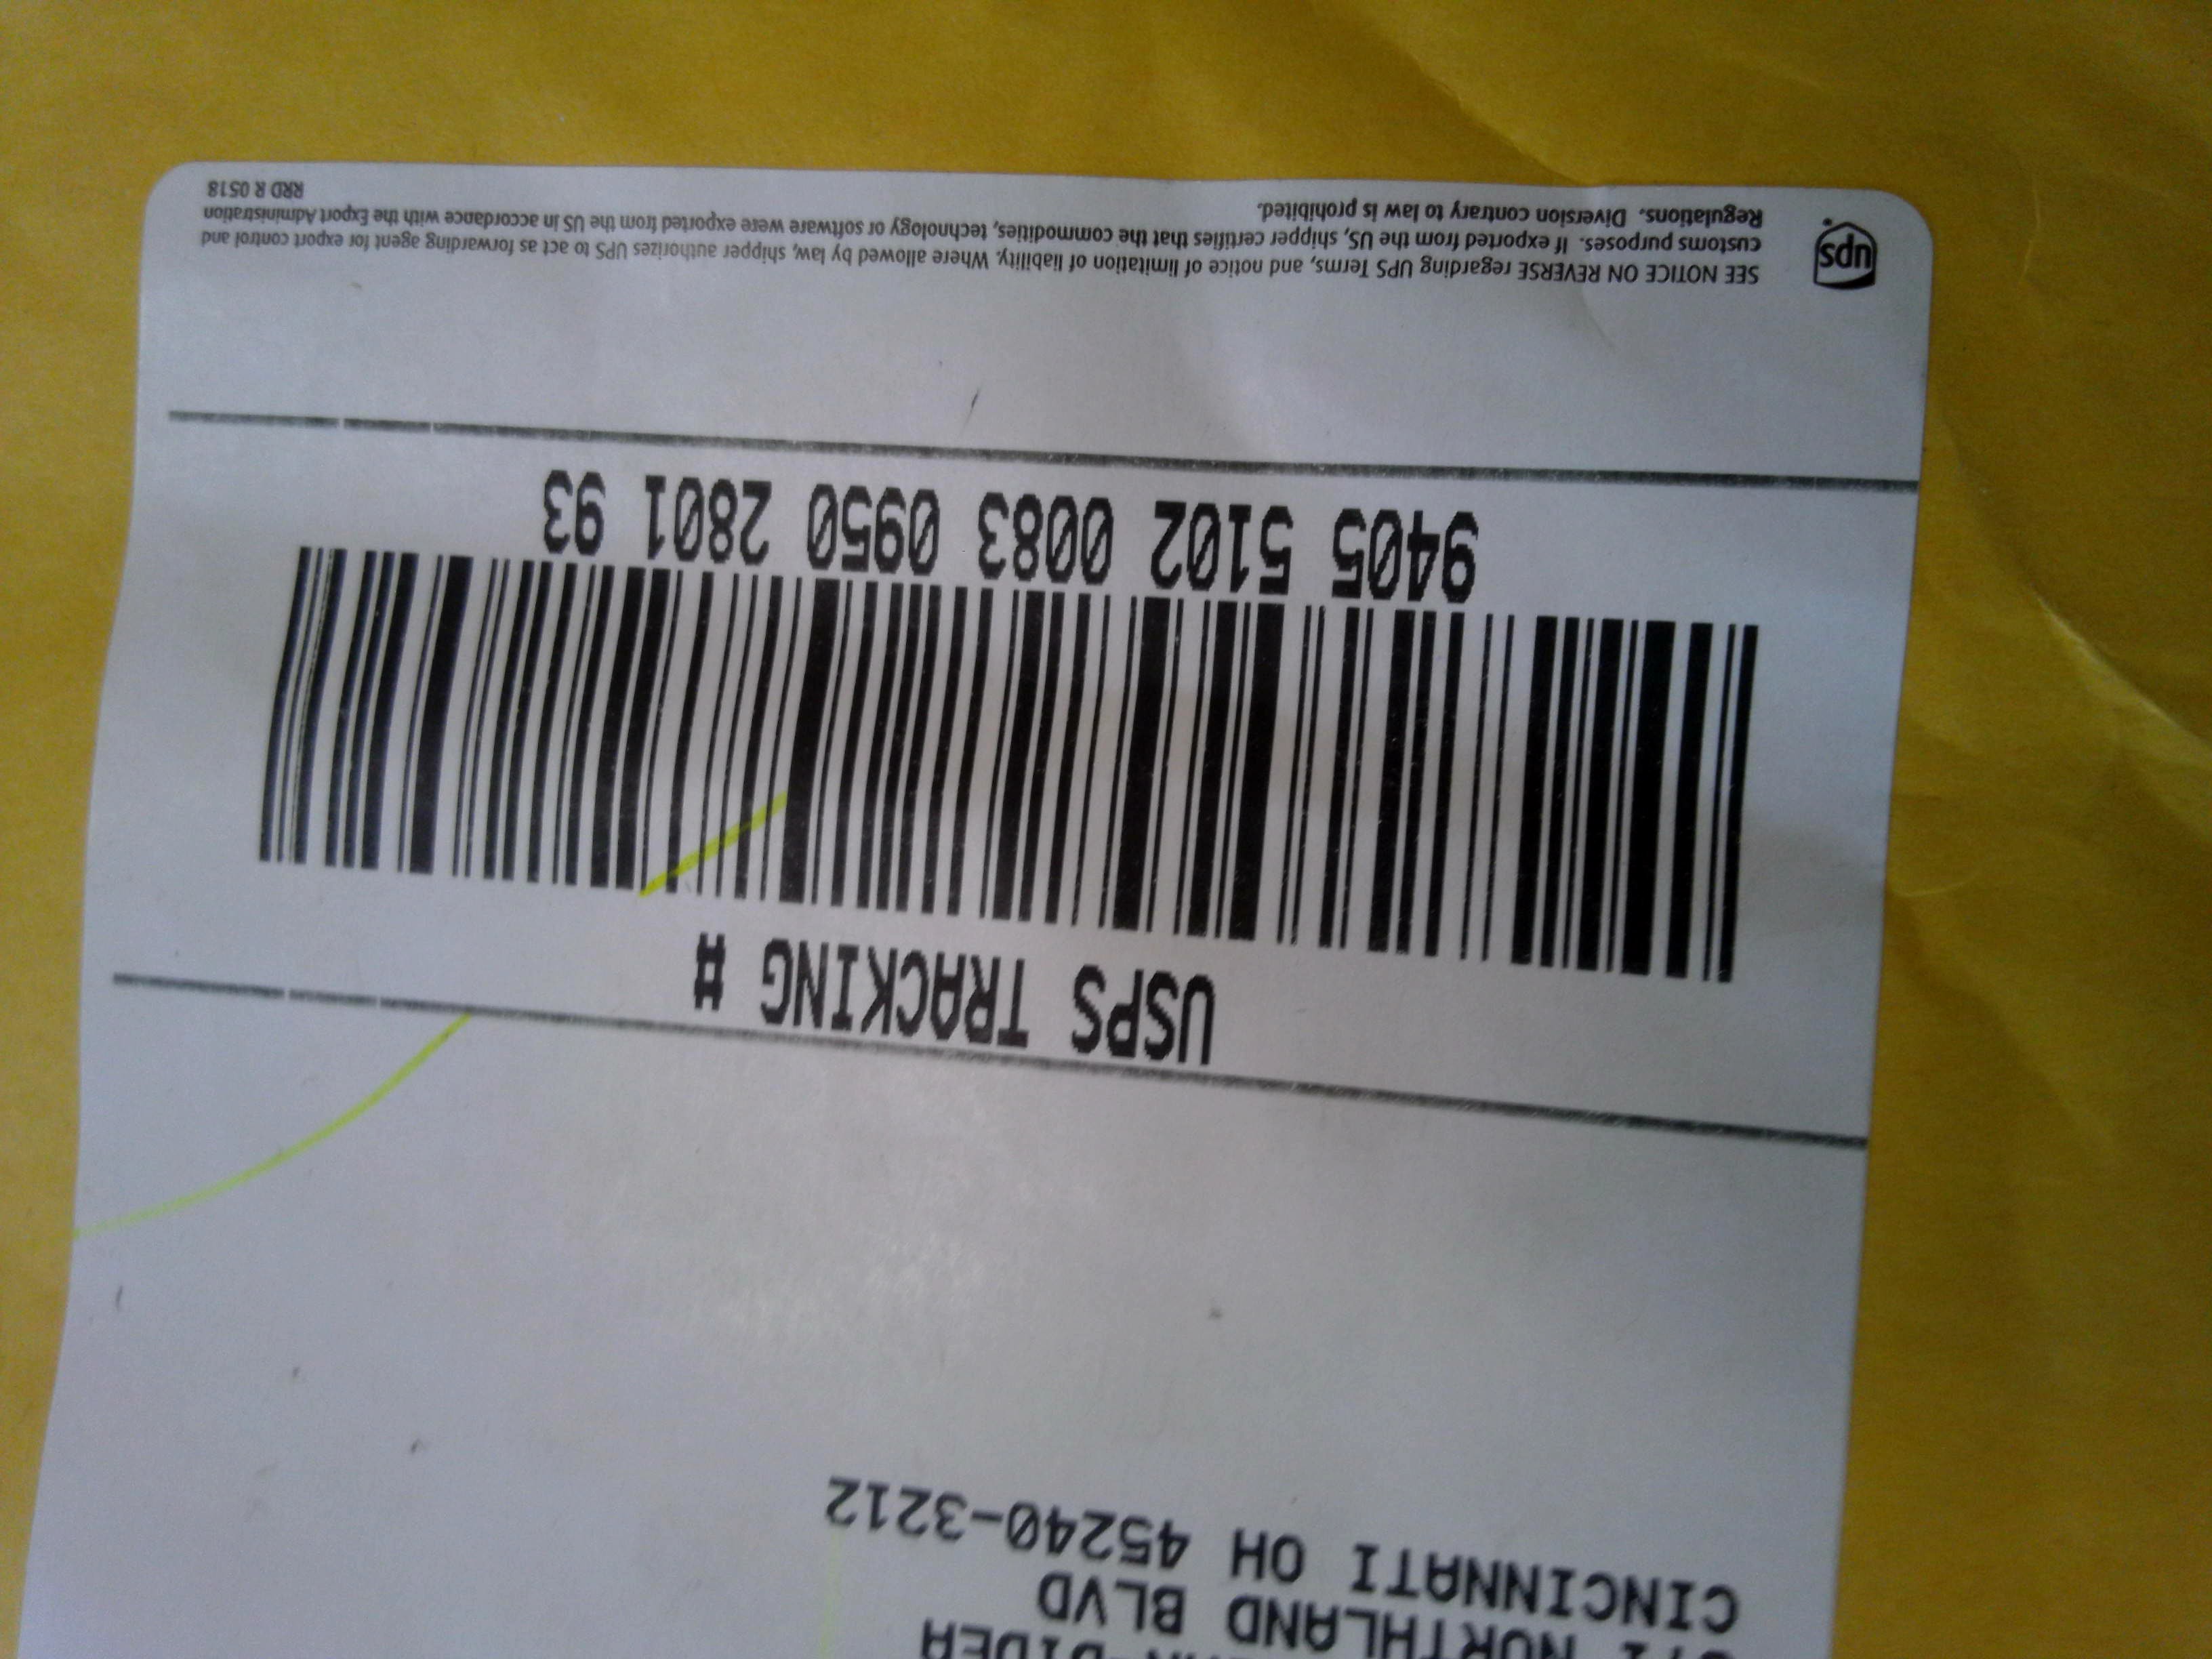 NORTHLAND BLVD
CINCINNATI OH 45240-3212
USPS TRACKING #
9405 5102 0083 0950 2801 93
ups
SEE NOTICE ON REVERSE regarding UPS Terms, and notice of limitation of liability. Where allowed by law, shipper authorizes UPS to act as forwarding agent for export control and
customs purposes. If exported from the US, shipper certifies that the commodities, technology or software were exported from the US in accordance with the Export Administration
Regulations. Diversion contrary to law is prohibited.
RRD R 0518